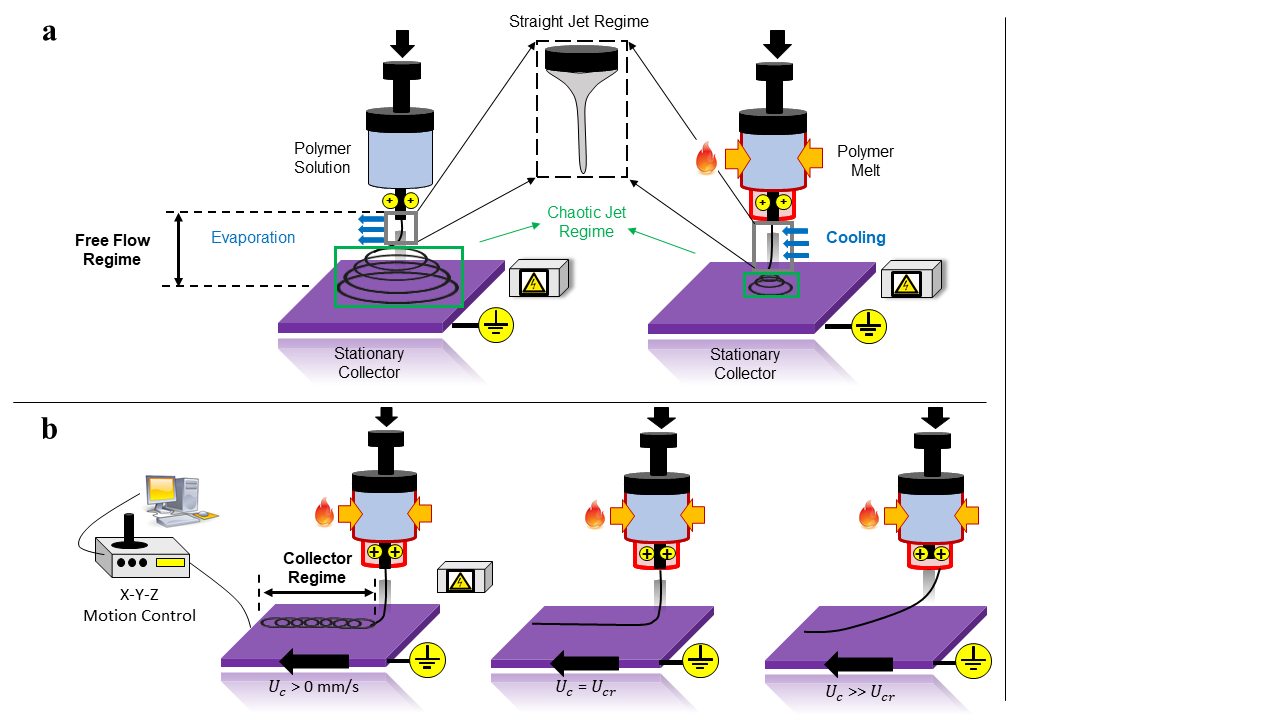 a
Straight Jet Regime
Polymer
Solution
Polymer
Melt
+ +
+ +
Chaotic Jet
Regime
Free Flow
Regime
Evaporation
Cooling
Stationary
Collector
Stationary
Collector
b
Collector
Regime
+ +
+ +
+ +
X-Y-Z
Motion Control
U_c > 0 mm/s
U_c = U_cr
U_c >> U_cr